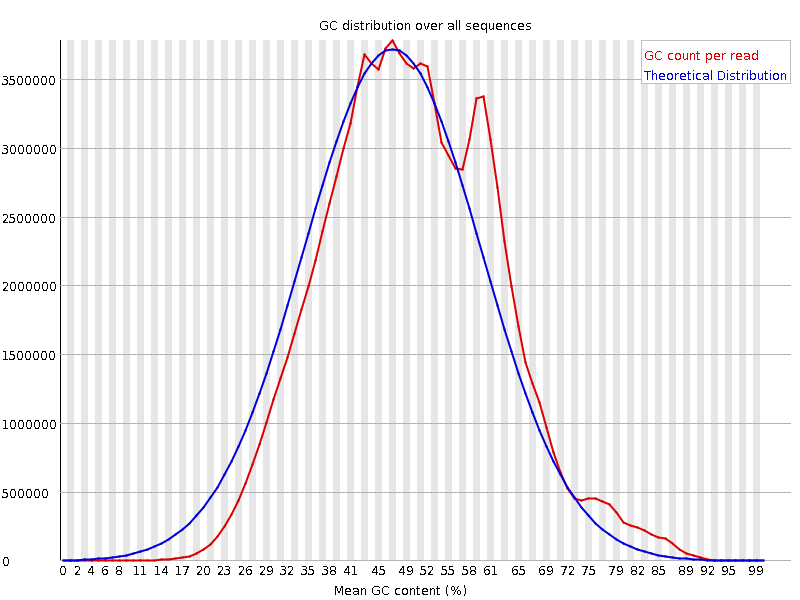 GC distribution over all sequences
GC count per read
Theoretical Distribution
3500000
3000000
2500000
2000000
1500000
1000000
500000
0
0 2 4 6 8 11 14 17 20 23 26 29 32 35 38 41 45 49 52 55 58 61 65 69 72 75 79 82 85 89 92 95 99
Mean GC content (%)